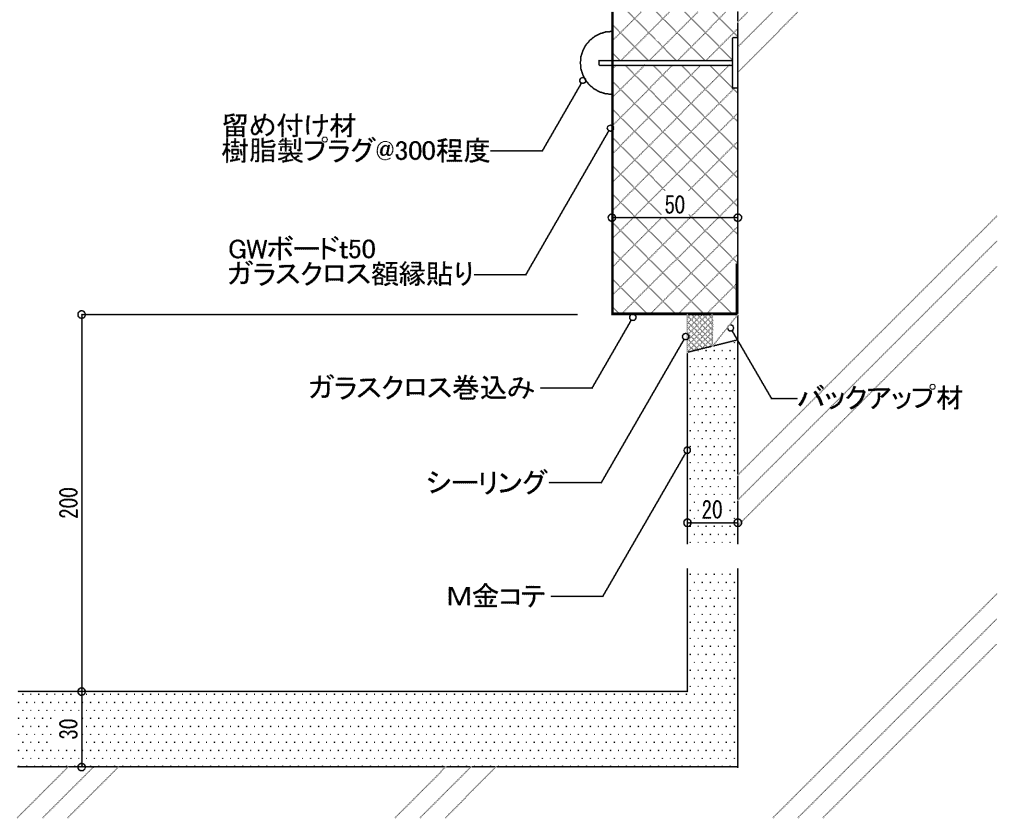 留め付け材
樹脂製プラグ@300程度
50
GWボードt50
ガラスクロス額縁貼り
ガラスクロス巻込み
バックアップ材
シーリング
200
20
M金コテ
30